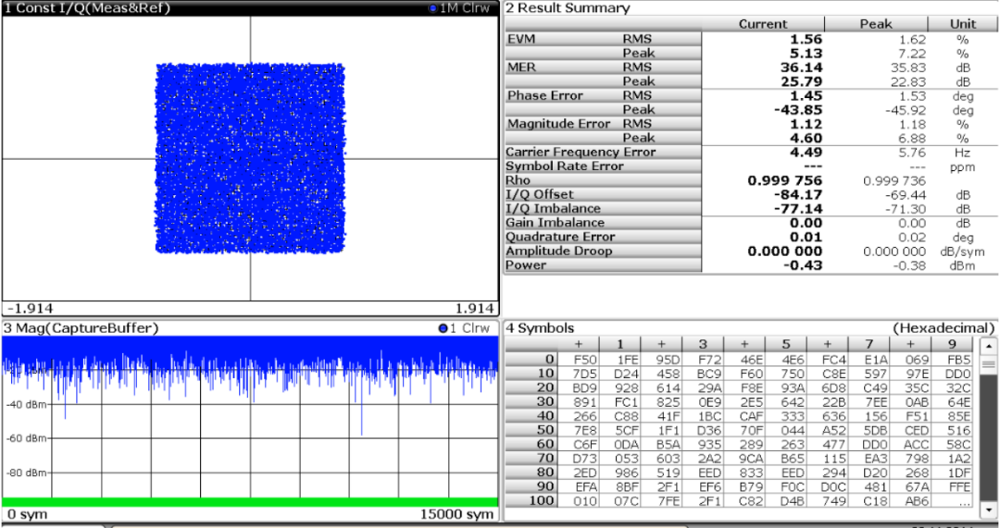 1 Const I/Q(Meas&Ref) 1M Clrw
-1.914 1.914
2 Result Summary
Current Peak Unit
EVM RMS 1.56 1.62 %
Peak 5.13 7.22 %
MER RMS 36.14 35.83 dB
Peak 25.79 22.83 dB
Phase Error RMS 1.45 1.53 deg
Peak -43.85 -45.92 deg
Magnitude Error RMS 1.12 1.18 %
Peak 4.60 6.88 %
Carrier Frequency Error 4.49 5.76 Hz
Symbol Rate Error --- --- ppm
Rho 0.999 756 0.999 736
I/Q Offset -84.17 -69.44 dB
I/Q Imbalance -77.14 -71.30 dB
Gain Imbalance 0.00 0.00 dB
Quadrature Error 0.01 0.02 deg
Amplitude Droop 0.000 000 0.000 000 dB/sym
Power -0.43 -0.38 dBm
3 Mag(CaptureBuffer) 1 Clrw
-40 dBm
-60 dBm
-80 dBm
0 sym 15000 sym
4 Symbols (Hexadecimal)
+ 1 + 3 + 5 + 7 + 9
0 F50 1FE 95D F72 46E 4E6 FC4 E1A 069 FB5
10 7D5 D24 458 BC9 F60 750 C8E 597 97E DD0
20 BD9 928 614 29A F8E 93A 6D8 C49 35C 32C
30 891 FC1 825 0E9 2E5 642 22B 7EE 0AB 64E
40 266 C88 41F 1BC CAF 333 636 156 F51 85E
50 7E8 5CF 1F1 D36 70F 044 A52 5DB CED 516
60 C6F 0DA B5A 935 289 263 477 DD0 ACC 58C
70 D73 053 603 2A2 9CA B65 115 EA3 798 1A2
80 2ED 986 519 EED 833 EED 294 D20 268 1DF
90 EFA 8BF 2F1 EF6 B79 F0C D0C 481 67A FFE
100 010 07C 7FE 2F1 C82 D4B 749 C18 AB6 ...